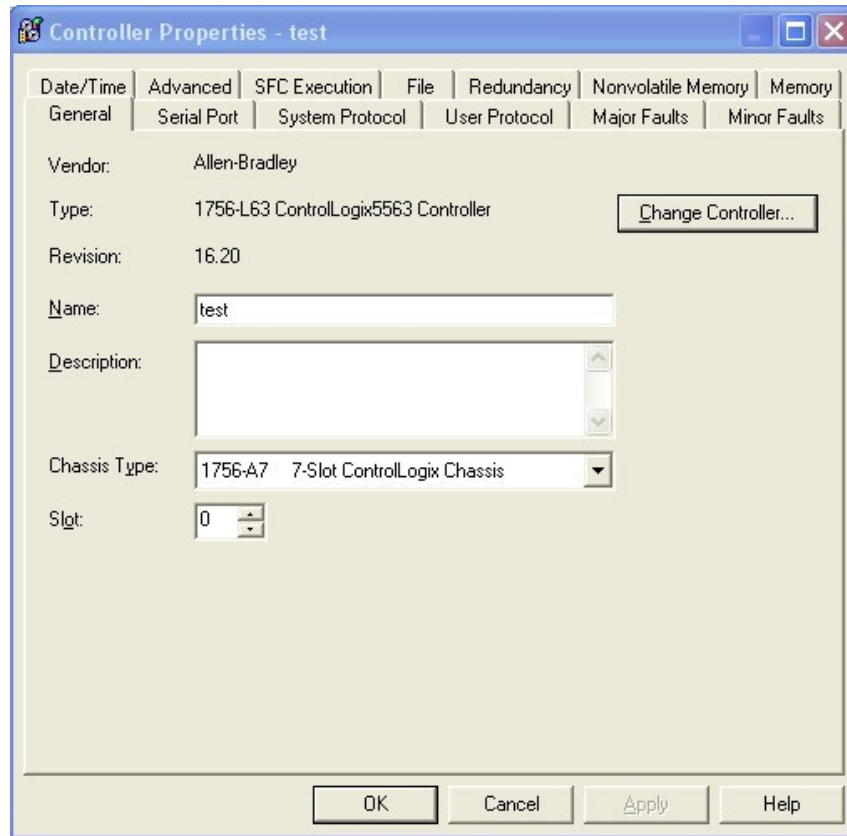 Controller Properties - test
Date/Time Advanced SFC Execution File Redundancy Nonvolatile Memory Memory
General Serial Port System Protocol User Protocol Major Faults Minor Faults
Vendor: Allen-Bradley
Type: 1756-L63 ControlLogix5563 Controller Change Controller...
Revision: 16.20
Name: test
Description:
Chassis Type: 1756-A7 7-Slot ControlLogix Chassis
Slot: 0
OK Cancel Apply Help